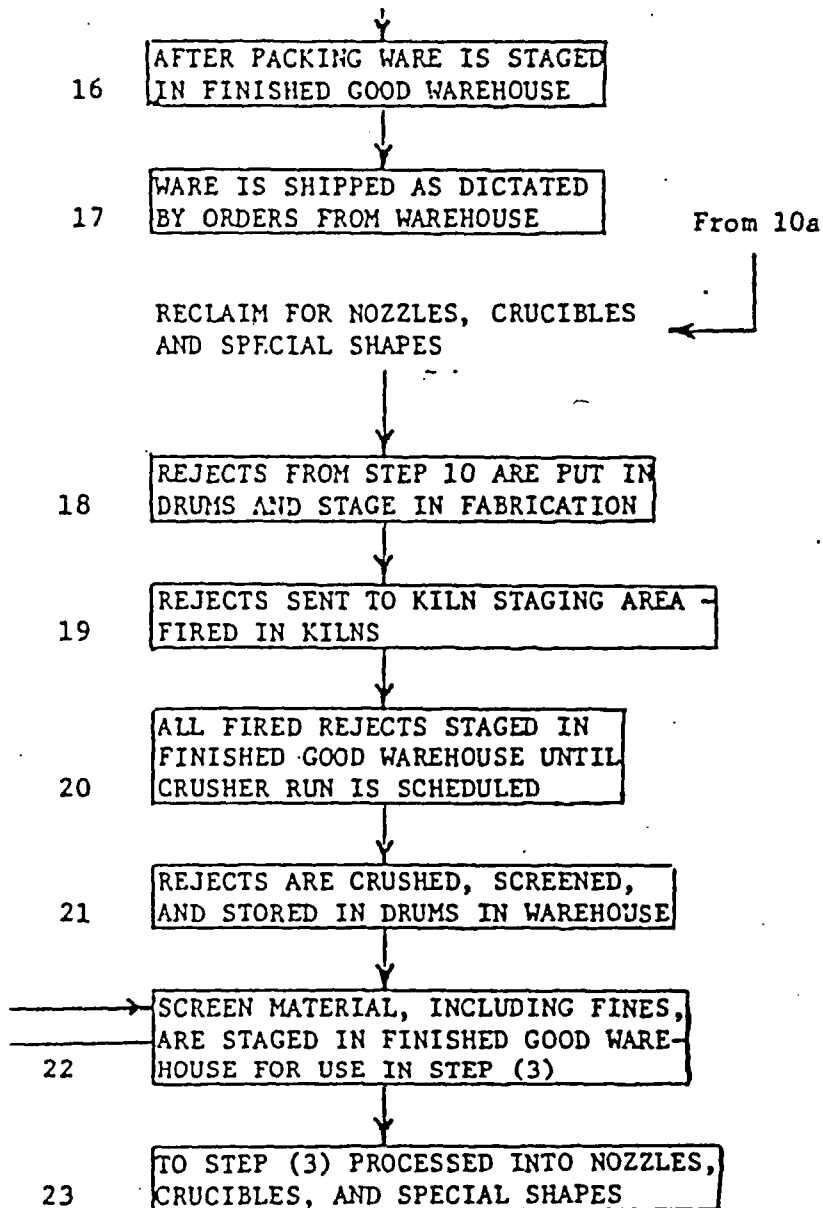 AFTER PACKING WARE IS STAGED
16 IN FINISHED GOOD WAREHOUSE
WARE IS SHIPPED AS DICTATED
17 BY ORDERS FROM WAREHOUSE
From 10a
RECLAIM FOR NOZZLES, CRUCIBLES
AND SPECIAL SHAPES
REJECTS FROM STEP 10 ARE PUT IN
18 DRUMS AND STAGE IN FABRICATION
REJECTS SENT TO KILN STAGING AREA -
19 FIRED IN KILNS
ALL FIRED REJECTS STAGED IN
FINISHED GOOD WAREHOUSE UNTIL
20 CRUSHER RUN IS SCHEDULED
REJECTS ARE CRUSHED, SCREENED,
21 AND STORED IN DRUMS IN WAREHOUSE
SCREEN MATERIAL, INCLUDING FINES,
ARE STAGED IN FINISHED GOOD WARE-
22 HOUSE FOR USE IN STEP (3)
TO STEP (3) PROCESSED INTO NOZZLES,
23 CRUCIBLES, AND SPECIAL SHAPES